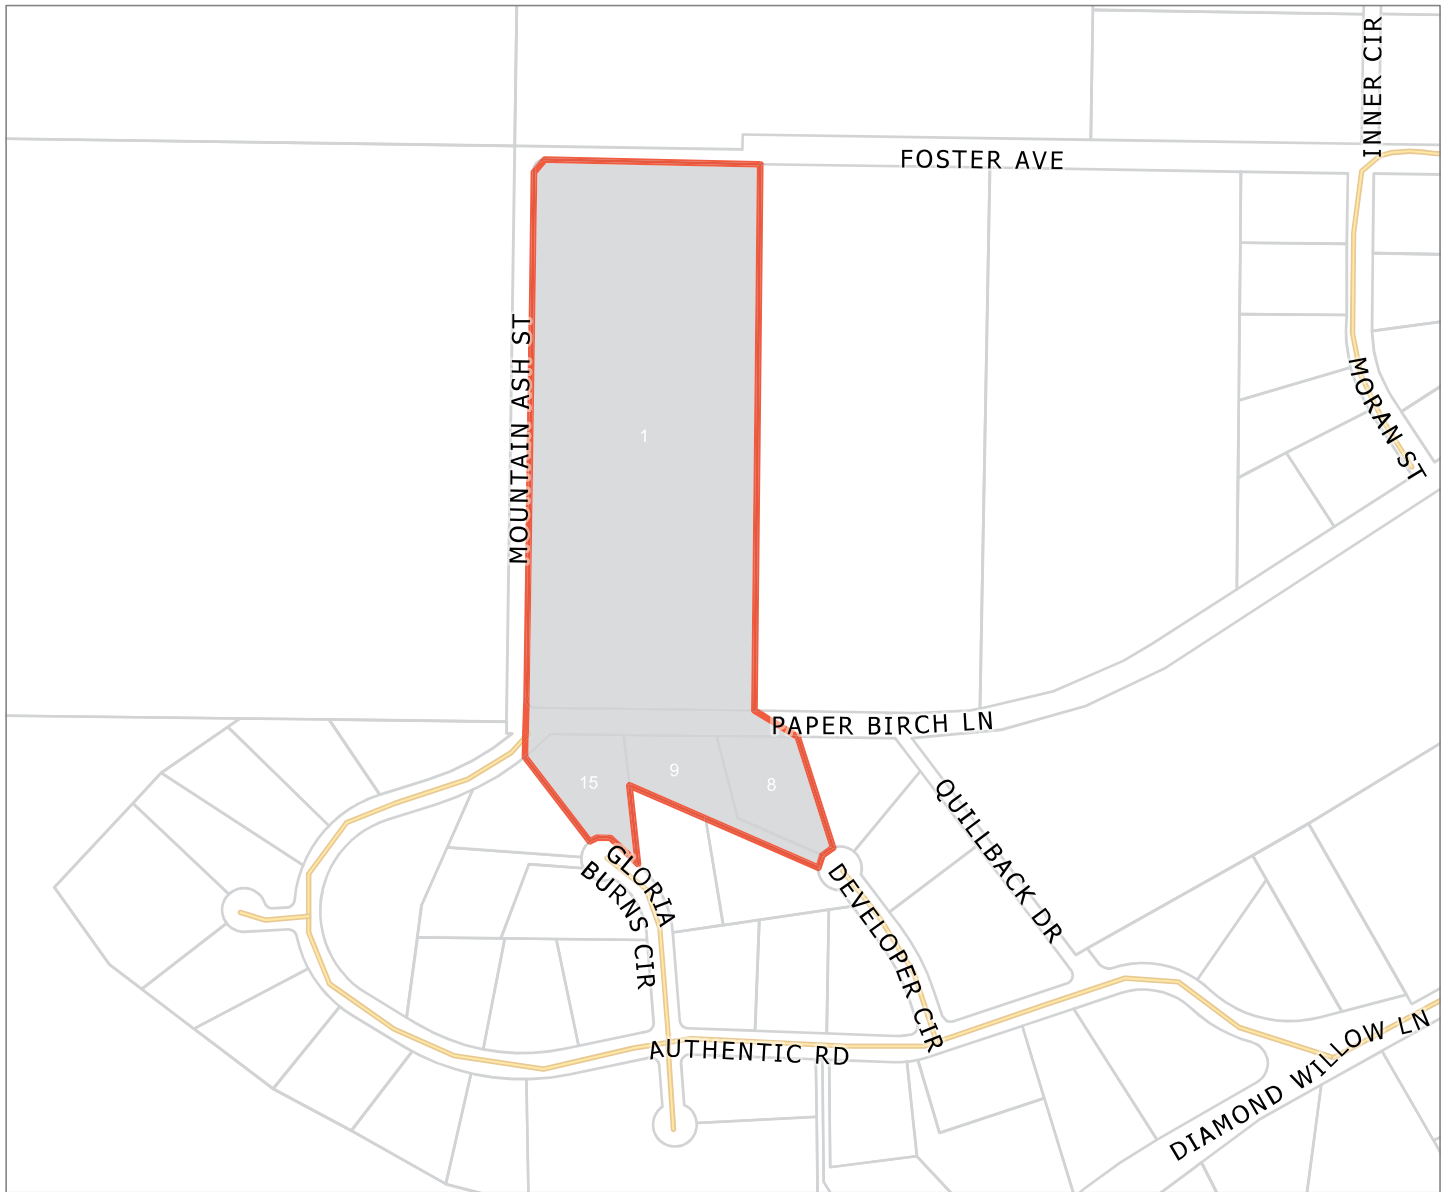 INNER CIR
FOSTER AVE
MOUNTAIN ASH ST
MORAN ST
1
PAPER BIRCH LN
15
9
8
QUILLBACK DR
GLORIA
BURNS CIR
DEVELOPER CIR
AUTHENTIC RD
DIAMOND WILLOW LN